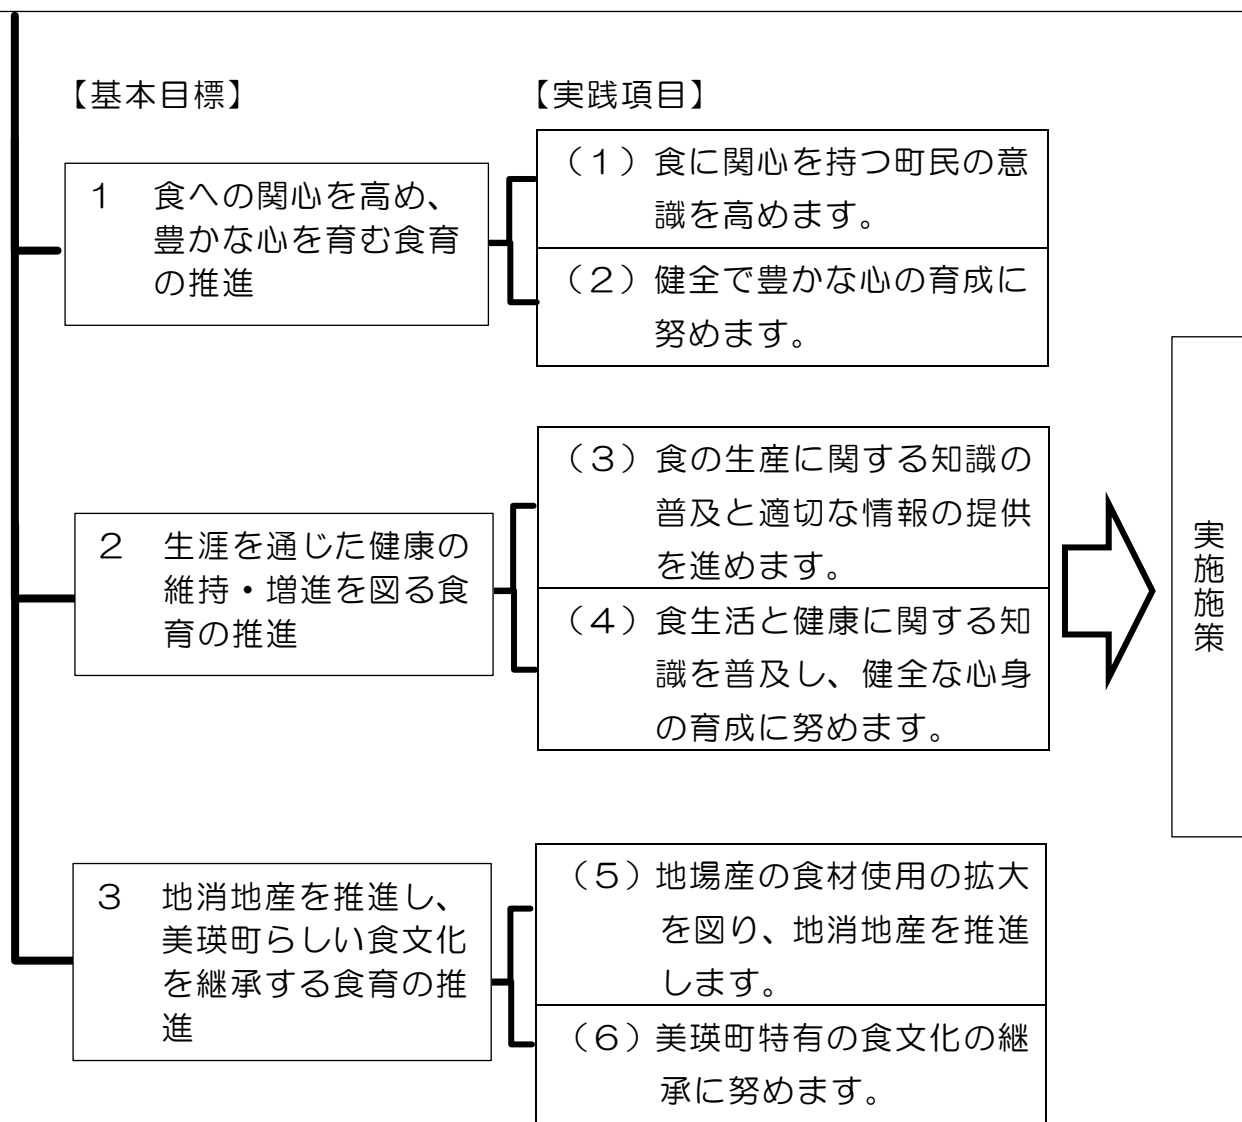 【基本目標】
【実践項目】
１　食への関心を高め、
豊かな心を育む食育
の推進
（１）食に関心を持つ町民の意
識を高めます。
（２）健全で豊かな心の育成に
努めます。
２　生涯を通じた健康の
維持・増進を図る食
育の推進
（３）食の生産に関する知識の
普及と適切な情報の提供
を進めます。
（４）食生活と健康に関する知
識を普及し、健全な心身
の育成に努めます。
３　地消地産を推進し、
美瑛町らしい食文化
を継承する食育の推
進
（５）地場産の食材使用の拡大
を図り、地消地産を推進
します。
（６）美瑛町特有の食文化の継
承に努めます。
実施施策